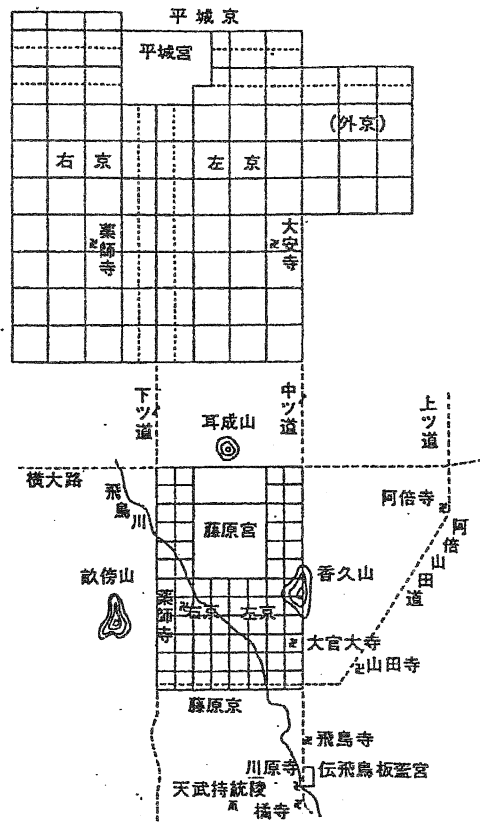 平城京
平城宮
(外京)
右京
左京
薬師寺
大安寺
下ツ道
中ツ道
上ツ道
耳成山
横大路
飛鳥川
阿倍寺
阿倍山田道
藤原宮
畝傍山
香久山
薬師寺
右京
左京
大官大寺
山田寺
藤原京
飛鳥寺
川原寺
伝飛鳥板蓋宮
天武持統陵
橘寺